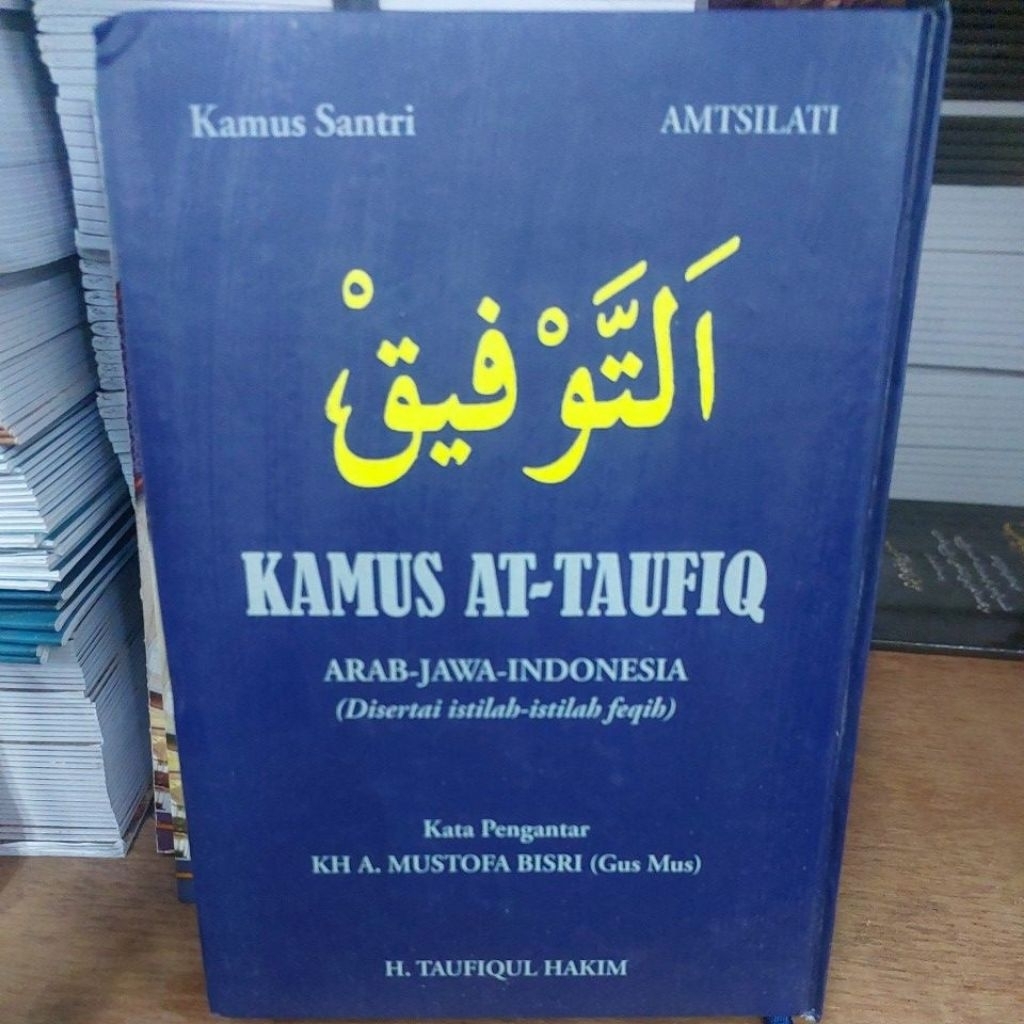 Kamus Santri AMTSILATI
اَلتَّوْفِيقْ
KAMUS AT-TAUFIQ
ARAB-JAWA-INDONESIA
(Disertai istilah-istilah feqih)
Kata Pengantar
KH A. MUSTOFA BISRI (Gus Mus)
H. TAUFIQUL HAKIM